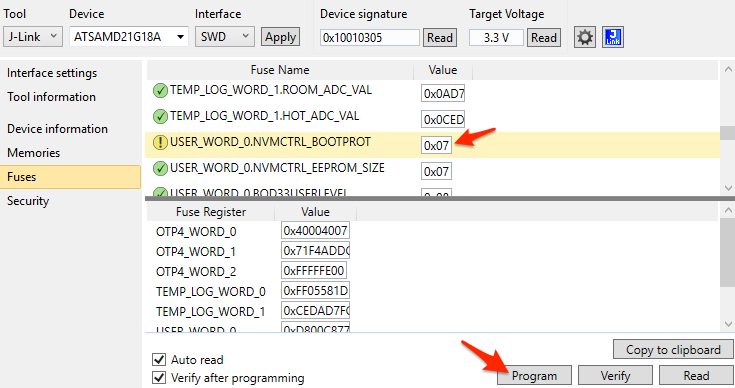 Tool Device Interface Device signature Target Voltage
J-Link ATSAMD21G18A SWD Apply 0x10010305 Read 3.3 V Read J Link
Interface settings
Tool information
Device information
Memories
Fuses
Security
Fuse Name Value
TEMP_LOG_WORD_1.ROOM_ADC_VAL 0x0AD7
TEMP_LOG_WORD_1.HOT_ADC_VAL 0x0CED
USER_WORD_0.NVMCTRL_BOOTPROT 0x07
USER_WORD_0.NVMCTRL_EEPROM_SIZE 0x07
USER_WORD_0.BOD33USERLEVEL
Fuse Register Value
OTP4_WORD_0 0x40004007
OTP4_WORD_1 0x71F4ADDC
OTP4_WORD_2 0xFFFFFE00
TEMP_LOG_WORD_0 0xFF05581D
TEMP_LOG_WORD_1 0xCEDAD7FC
USER_WORD_0 0xD800C877
Copy to clipboard
Auto read
Verify after programming
Program Verify Read